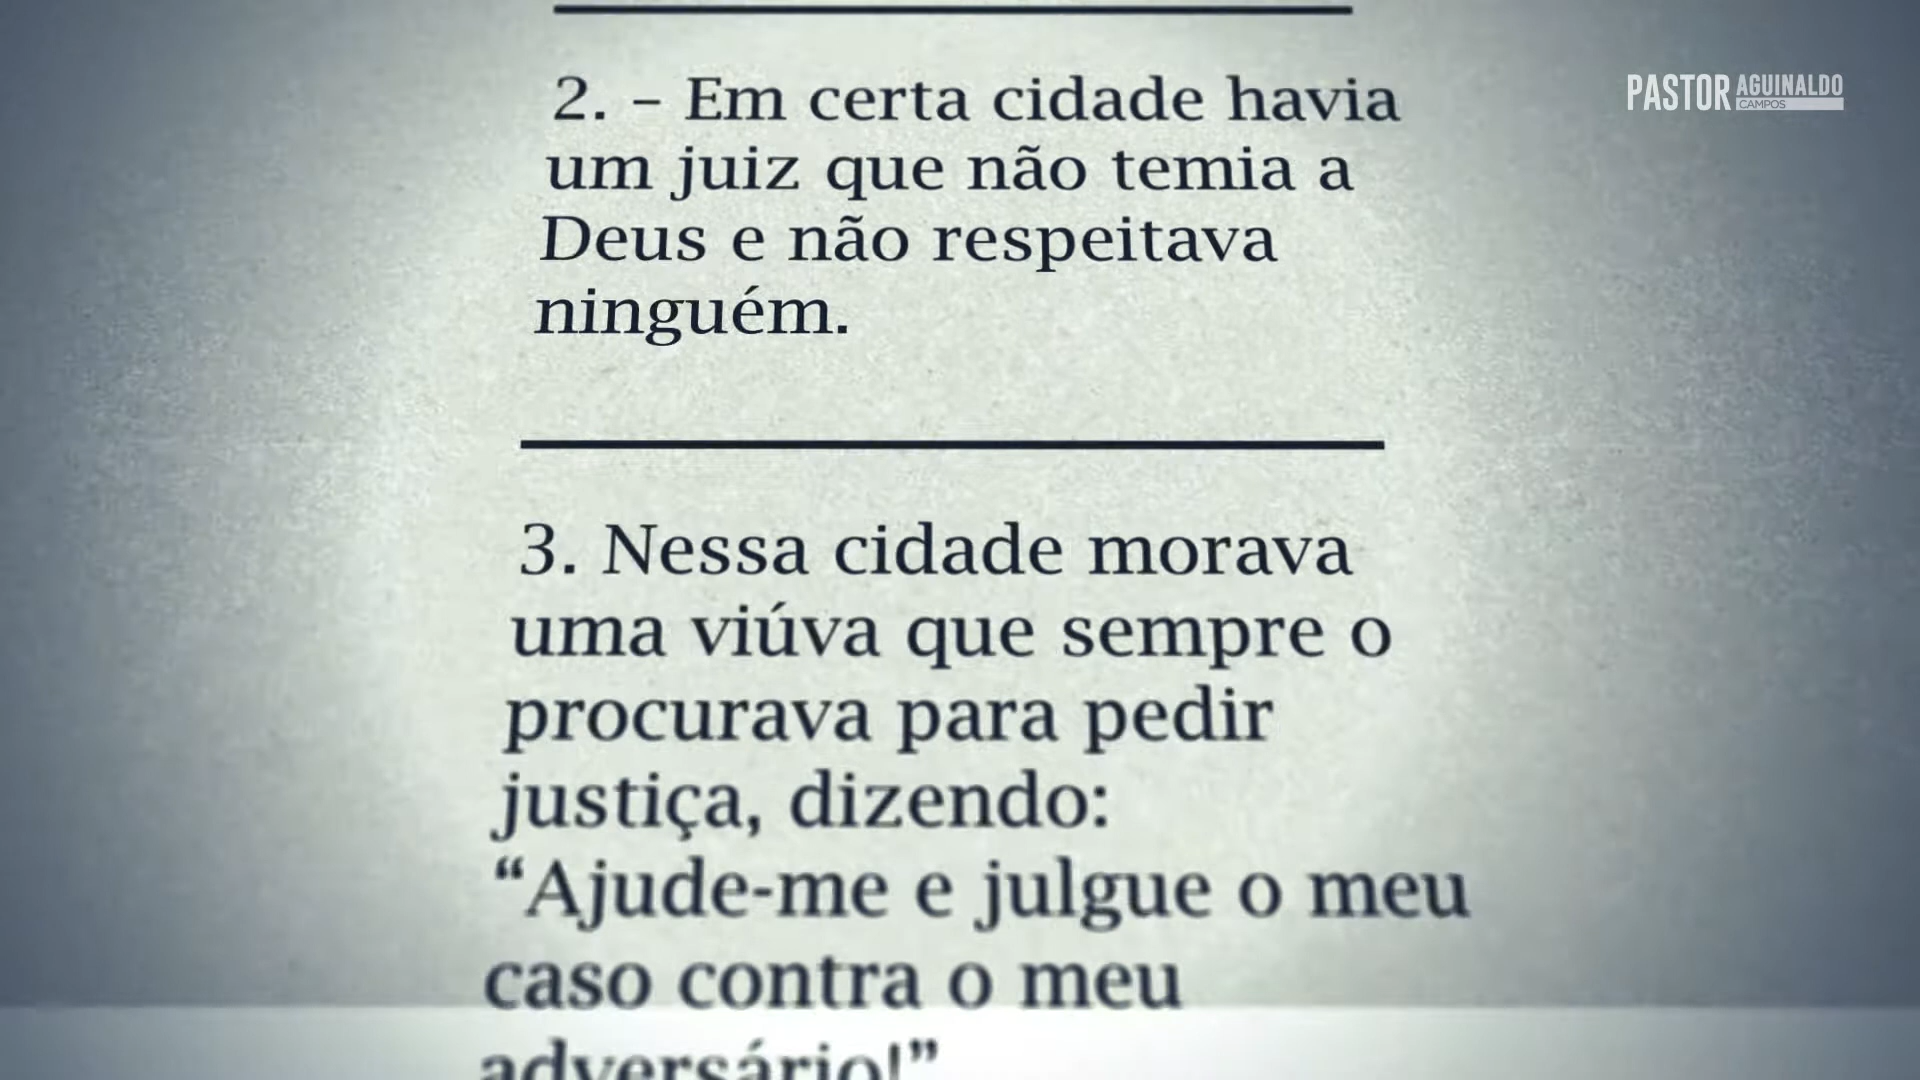 PASTOR AGUINALDO
CAMPOS
2. – Em certa cidade havia
um juiz que não temia a
Deus e não respeitava
ninguém.
3. Nessa cidade morava
uma viúva que sempre o
procurava para pedir
justiça, dizendo:
“Ajude-me e julgue o meu
caso contra o meu
adversário!”